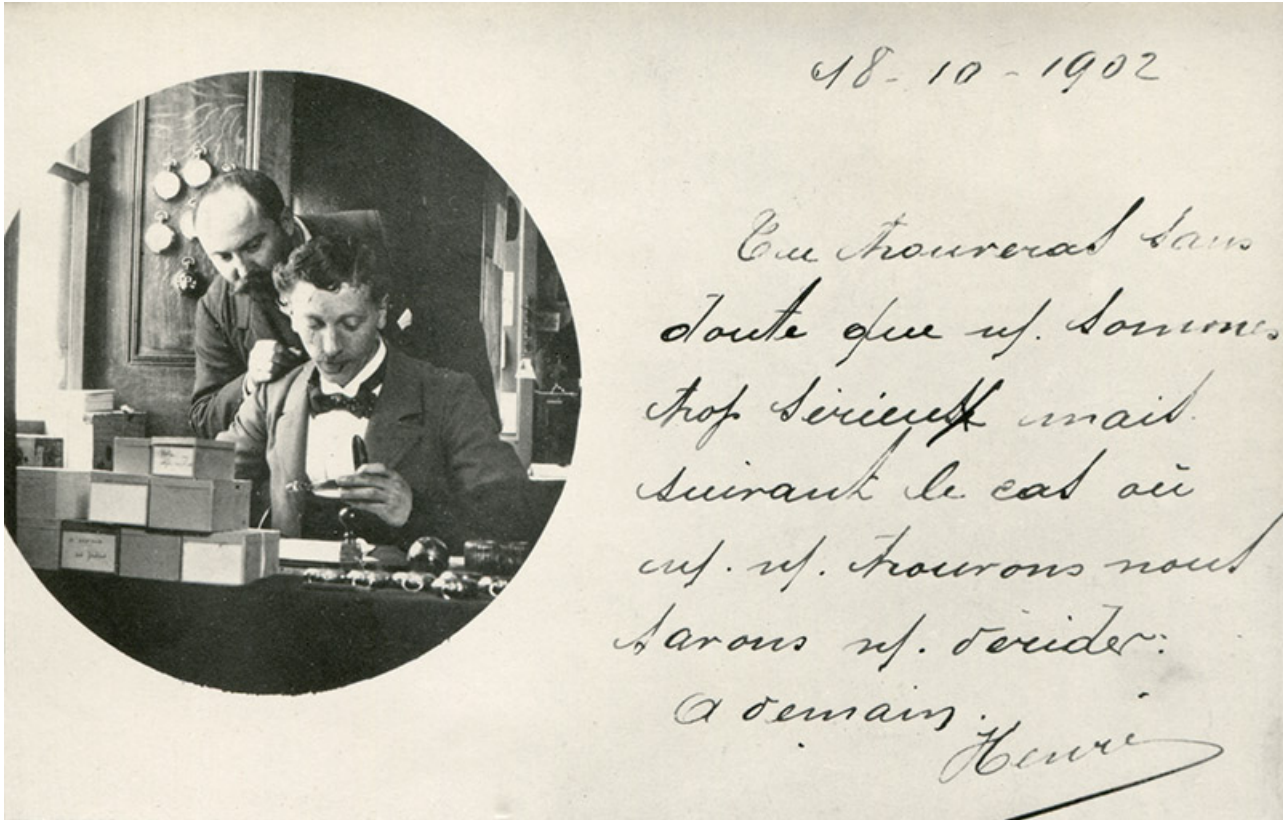 18-10-1902
Tu trouveras sans
doute que ns. sommes
trop sérieux mais
suivant le cas où
ns. ns. trouvons nous
savons ns. dérider.
A demain.
Henri